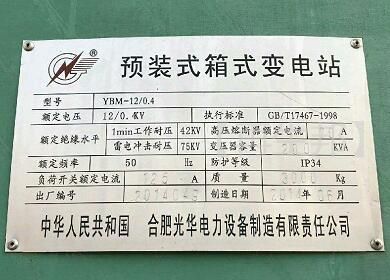 ®
预装式箱式变电站
型号 YBM-12/0.4
额定电压 12/0.4KV 执行标准 GB/T17467-1998
额定绝缘水平 1min工作耐压 42KV 高压熔断器额定电流 A
雷电冲击耐压 75KV 变压器容量 200 KVA
额定频率 50 Hz 防护等级 IP34
负荷开关额定电流 125 A 质量 3000 Kg
出厂编号 制造日期 月
中华人民共和国 合肥光华电力设备制造有限责任公司